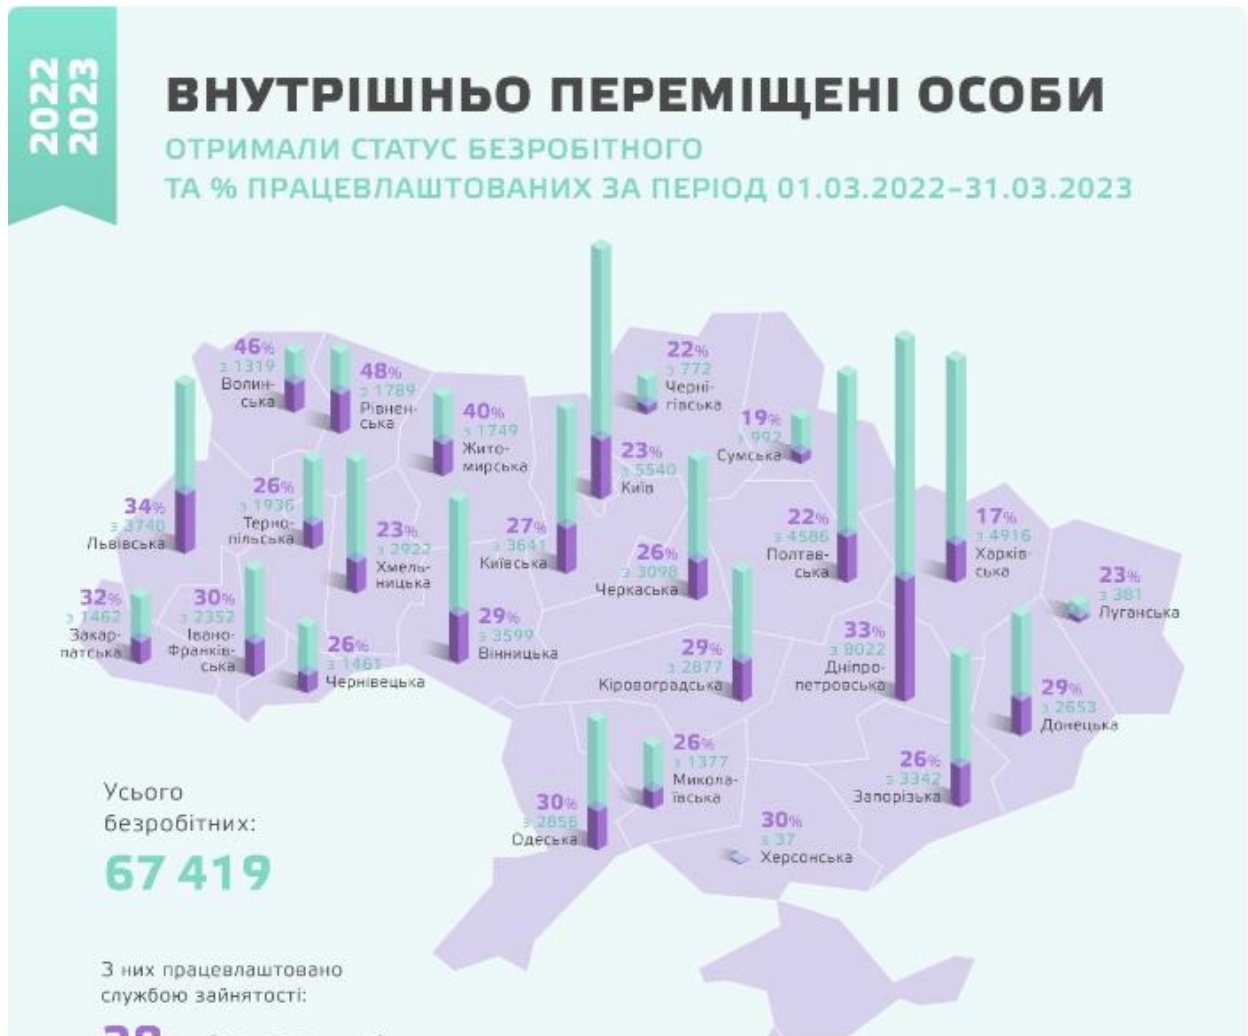 2022
2023
ВНУТРІШНЬО ПЕРЕМІЩЕНІ ОСОБИ
ОТРИМАЛИ СТАТУС БЕЗРОБІТНОГО
ТА % ПРАЦЕВЛАШТОВАНИХ ЗА ПЕРІОД 01.03.2022–31.03.2023
46%
з 1319
Волин-
ська
48%
з 1789
Рівнен-
ська
40%
з 1749
Жито-
мирська
22%
з 772
Черні-
гівська
19%
з 992
Сумська
23%
з 5540
Київ
34%
з 3740
Львівська
26%
з 1936
Терно-
пільська
23%
з 2922
Хмель-
ницька
27%
з 3641
Київська
26%
з 3098
Черкаська
22%
з 4586
Полтав-
ська
17%
з 4916
Харків-
ська
23%
з 381
Луганська
32%
з 1462
Закар-
патська
30%
з 2352
Івано-
Франків-
ська
26%
з 1461
Чернівецька
29%
з 3599
Вінницька
29%
з 2877
Кіровоградська
33%
з 8022
Дніпро-
петровська
29%
з 2653
Донецька
26%
з 1377
Микола-
ївська
30%
з 2856
Одеська
26%
з 3342
Запорізька
30%
з 37
Херсонська
Усього
безробітних:
67 419
З них працевлаштовано
службою зайнятості: